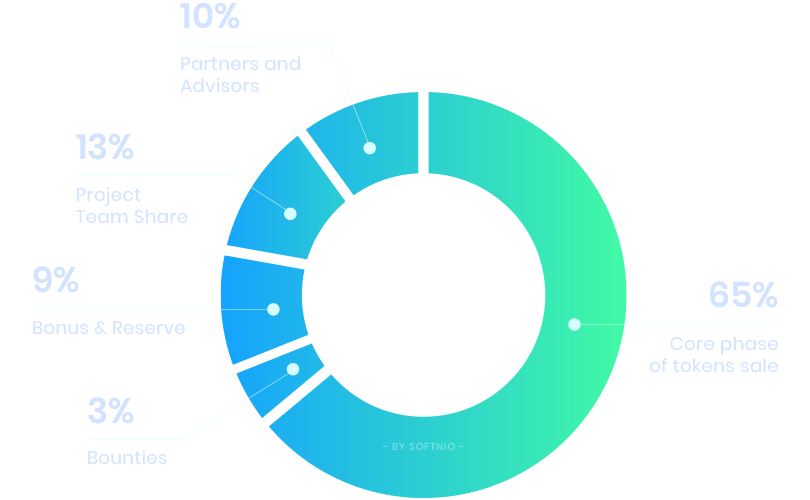 10%
Partners and
Advisors
13%
Project
Team Share
9%
Bonus & Reserve
65%
Core phase
of tokens sale
3%
Bounties
~ BY SOFTNIO ~